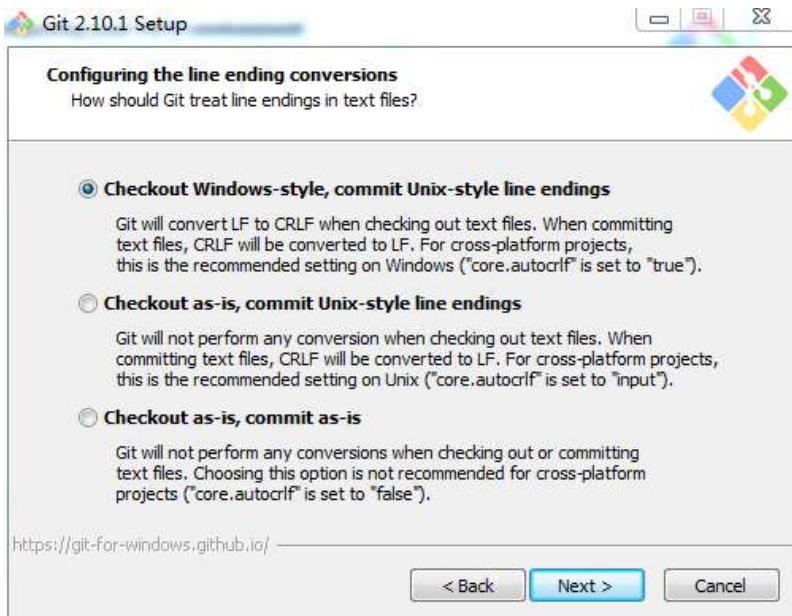 Git 2.10.1 Setup
Configuring the line ending conversions
How should Git treat line endings in text files?
Checkout Windows-style, commit Unix-style line endings
Git will convert LF to CRLF when checking out text files. When committing
text files, CRLF will be converted to LF. For cross-platform projects,
this is the recommended setting on Windows ("core.autocrlf" is set to "true").
Checkout as-is, commit Unix-style line endings
Git will not perform any conversion when checking out text files. When
committing text files, CRLF will be converted to LF. For cross-platform projects,
this is the recommended setting on Unix ("core.autocrlf" is set to "input").
Checkout as-is, commit as-is
Git will not perform any conversions when checking out or committing
text files. Choosing this option is not recommended for cross-platform
projects ("core.autocrlf" is set to "false").
https://git-for-windows.github.io/
< Back Next > Cancel